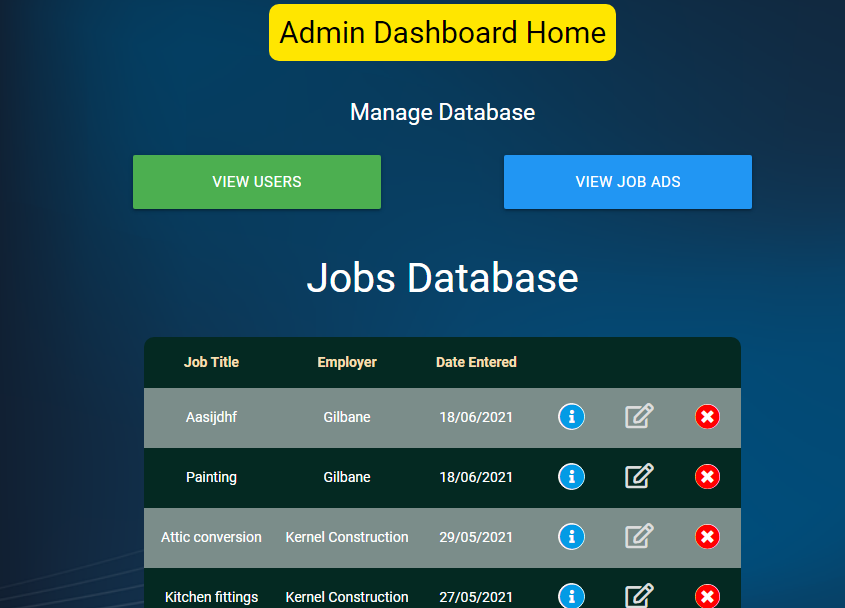 Admin Dashboard Home
Manage Database
VIEW USERS VIEW JOB ADS
Jobs Database
Job Title Employer Date Entered
Aasijdhf Gilbane 18/06/2021
Painting Gilbane 18/06/2021
Attic conversion Kernel Construction 29/05/2021
Kitchen fittings Kernel Construction 27/05/2021